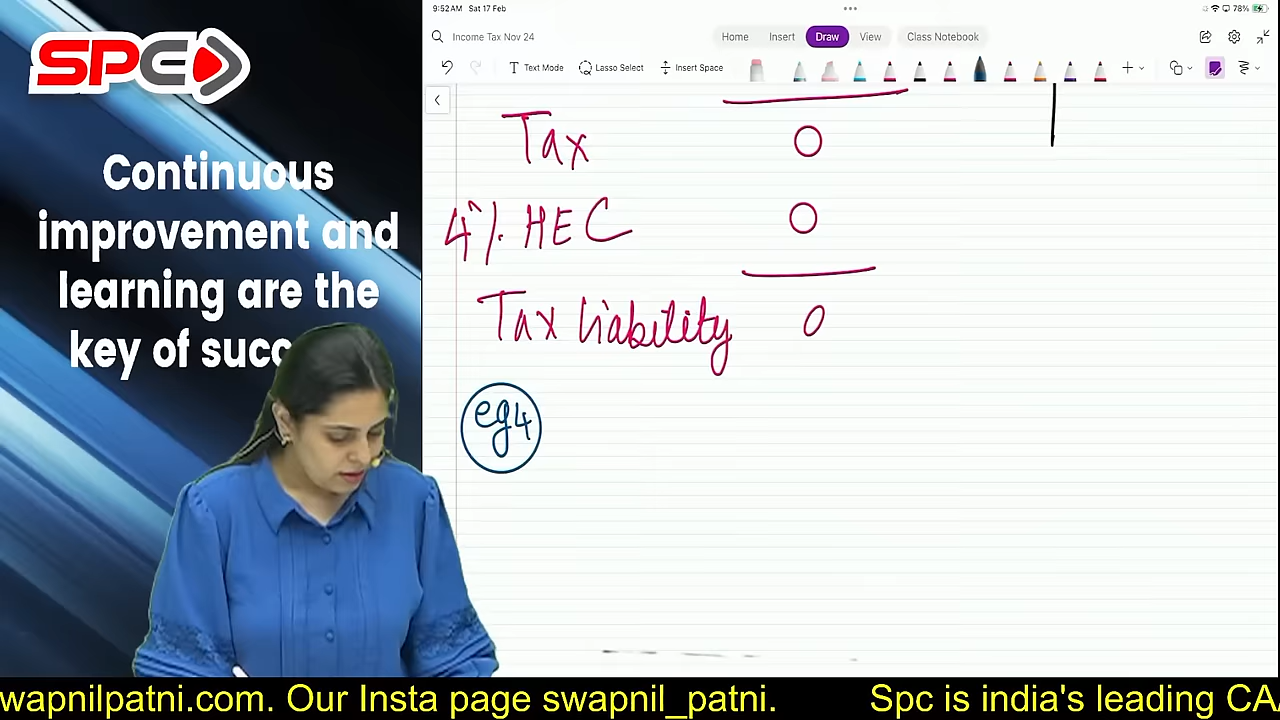 9:52AM Sat 17 Feb
78%
Income Tax Nov 24
Home Insert Draw View Class Notebook
Text Mode Lasso Select Insert Space
SPC
Continuous
improvement and
learning are the
key of succ
Tax 0
4% HEC 0
Tax liability 0
eg4
wapnilpatni.com. Our Insta page swapnil_patni. Spc is india's leading CA